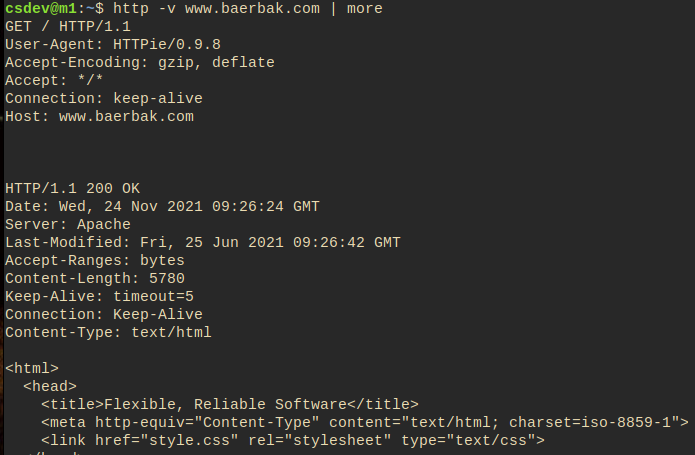 csdev@m1:~$ http -v www.baerbak.com | more
GET / HTTP/1.1
User-Agent: HTTPie/0.9.8
Accept-Encoding: gzip, deflate
Accept: */*
Connection: keep-alive
Host: www.baerbak.com

HTTP/1.1 200 OK
Date: Wed, 24 Nov 2021 09:26:24 GMT
Server: Apache
Last-Modified: Fri, 25 Jun 2021 09:26:42 GMT
Accept-Ranges: bytes
Content-Length: 5780
Keep-Alive: timeout=5
Connection: Keep-Alive
Content-Type: text/html

<html>
  <head>
    <title>Flexible, Reliable Software</title>
    <meta http-equiv="Content-Type" content="text/html; charset=iso-8859-1">
    <link href="style.css" rel="stylesheet" type="text/css">